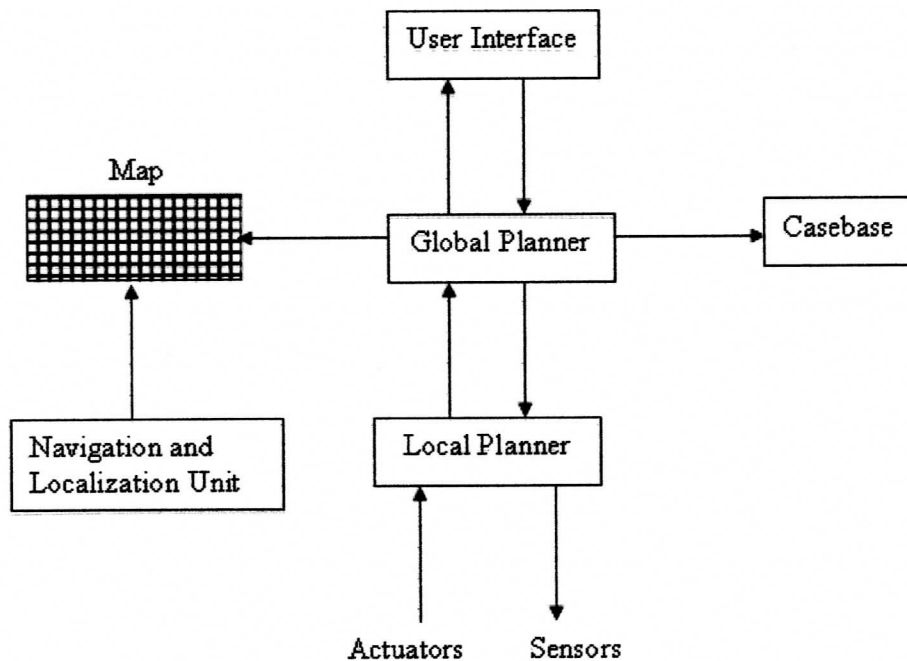 User Interface
Map
Global Planner
Casebase
Navigation and
Localization Unit
Local Planner
Actuators
Sensors